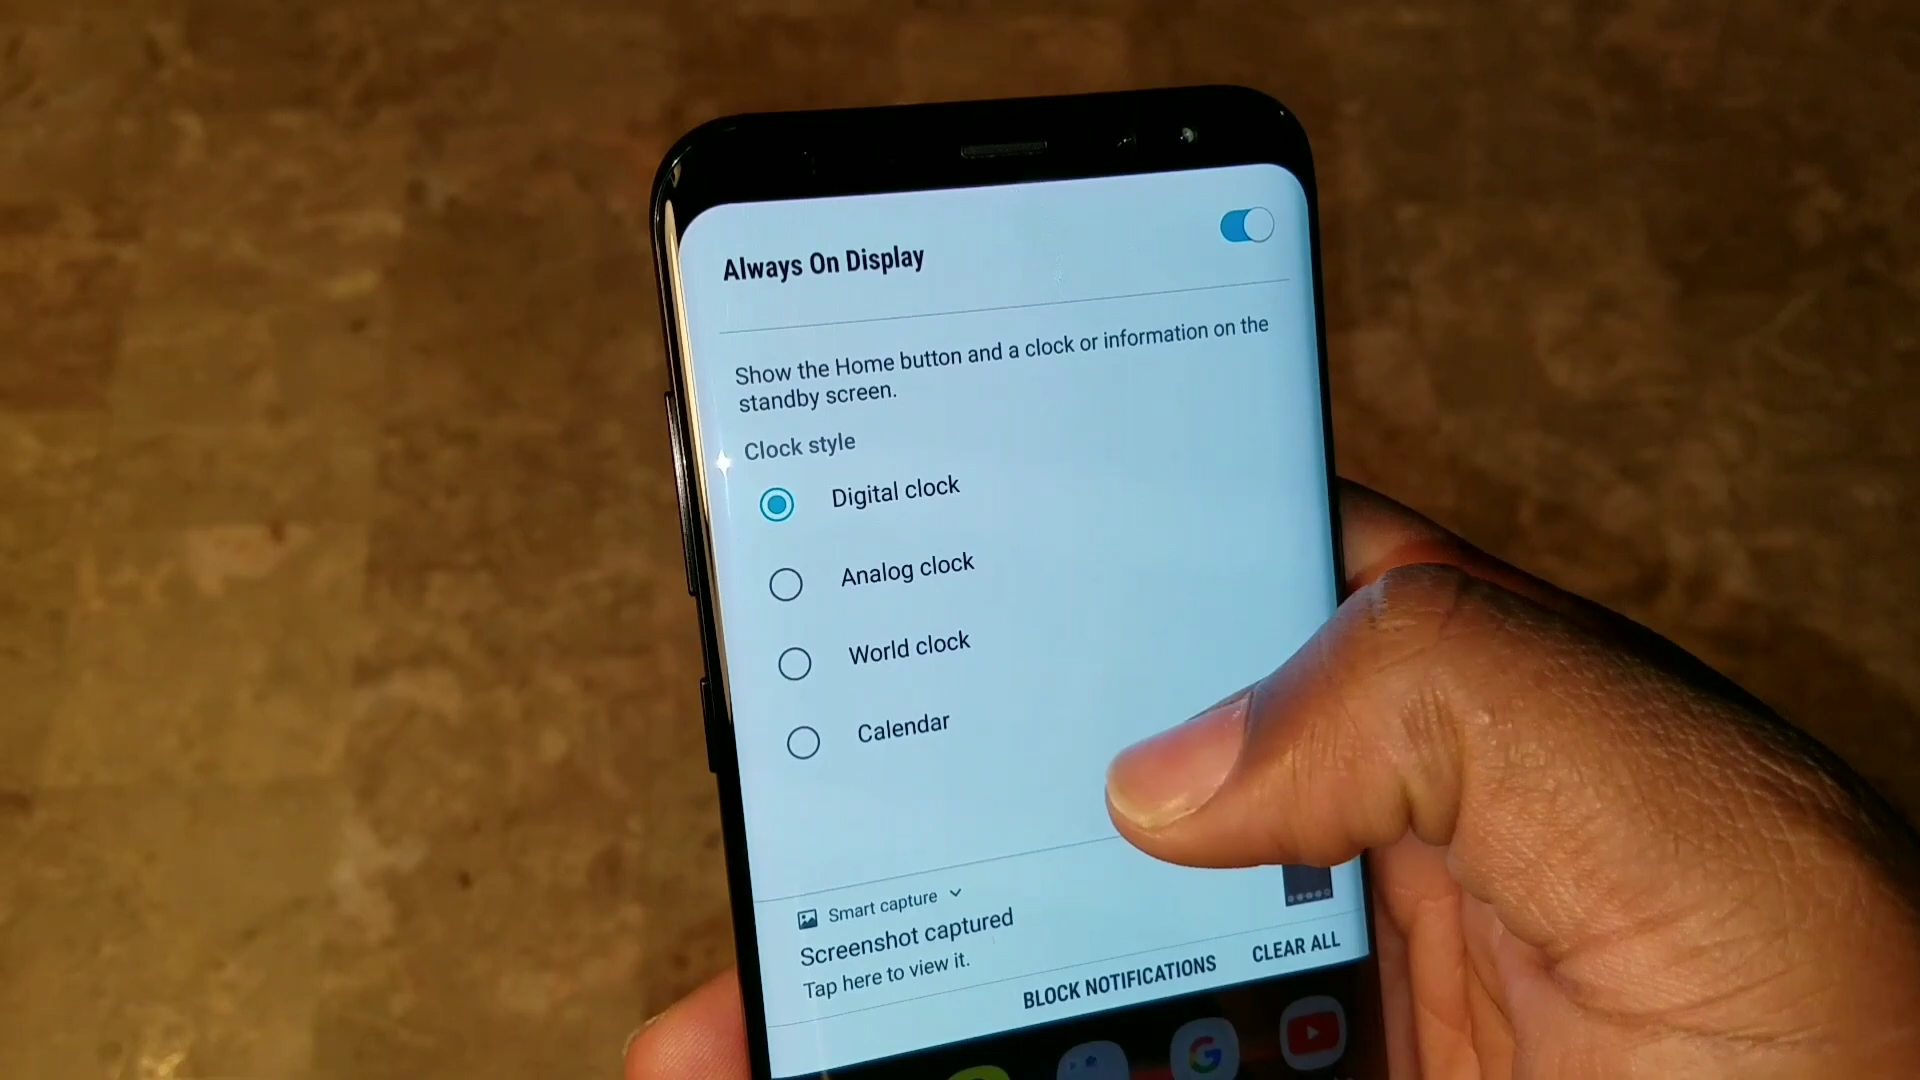 Always On Display
Show the Home button and a clock or information on the
standby screen.
Clock style
Digital clock
Analog clock
World clock
Calendar
Smart capture
Screenshot captured
Tap here to view it.
BLOCK NOTIFICATIONS CLEAR ALL